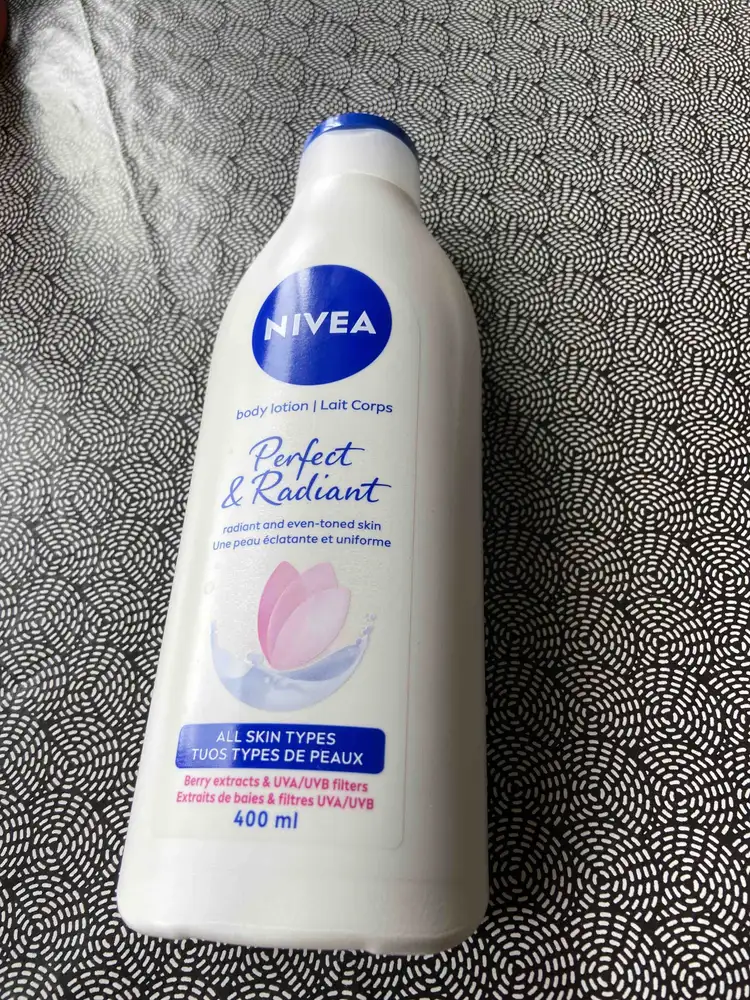 NIVEA
body lotion | Lait Corps
Perfect
& Radiant
radiant and even-toned skin
Une peau éclatante et uniforme
ALL SKIN TYPES
TUOS TYPES DE PEAUX
Berry extracts & UVA/UVB filters
Extraits de baies & filtres UVA/UVB
400 ml